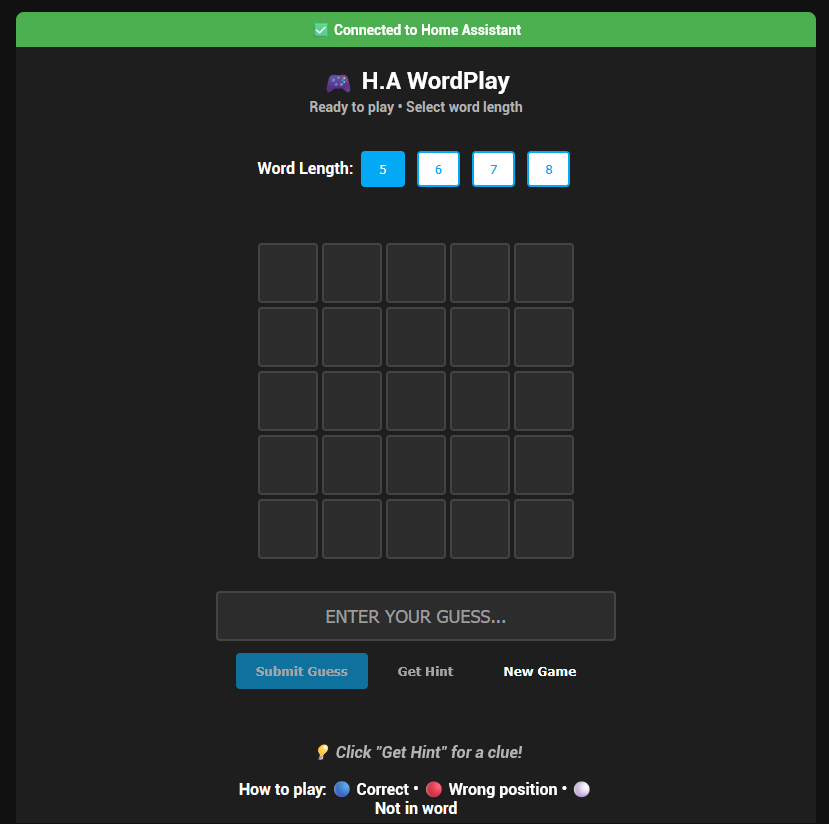 ✅ Connected to Home Assistant
🎮 H.A WordPlay
Ready to play • Select word length
Word Length: 5 6 7 8
ENTER YOUR GUESS...
Submit Guess Get Hint New Game
💡 Click "Get Hint" for a clue!
How to play: 🔵 Correct • 🔴 Wrong position • ⚪
Not in word